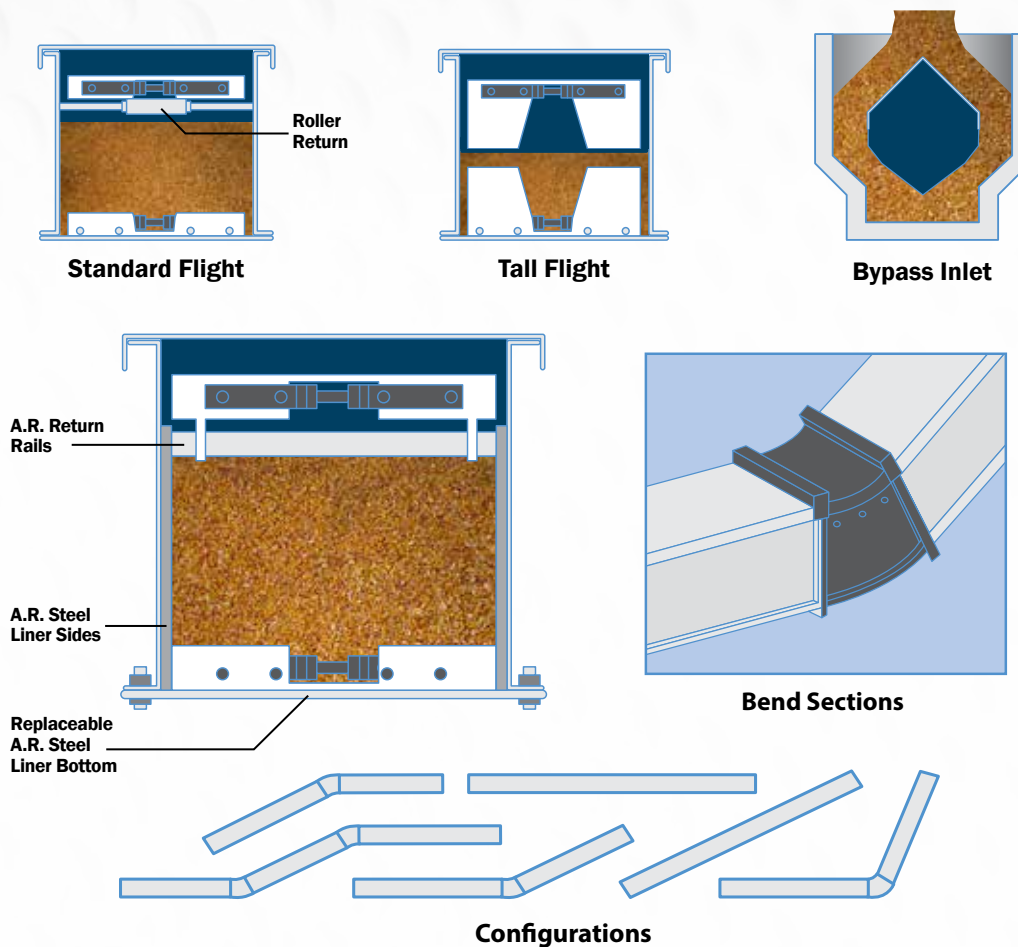 Roller
Return
Standard Flight
Tall Flight
Bypass Inlet
A.R. Return
Rails
A.R. Steel
Liner Sides
Replaceable
A.R. Steel
Liner Bottom
Bend Sections
Configurations